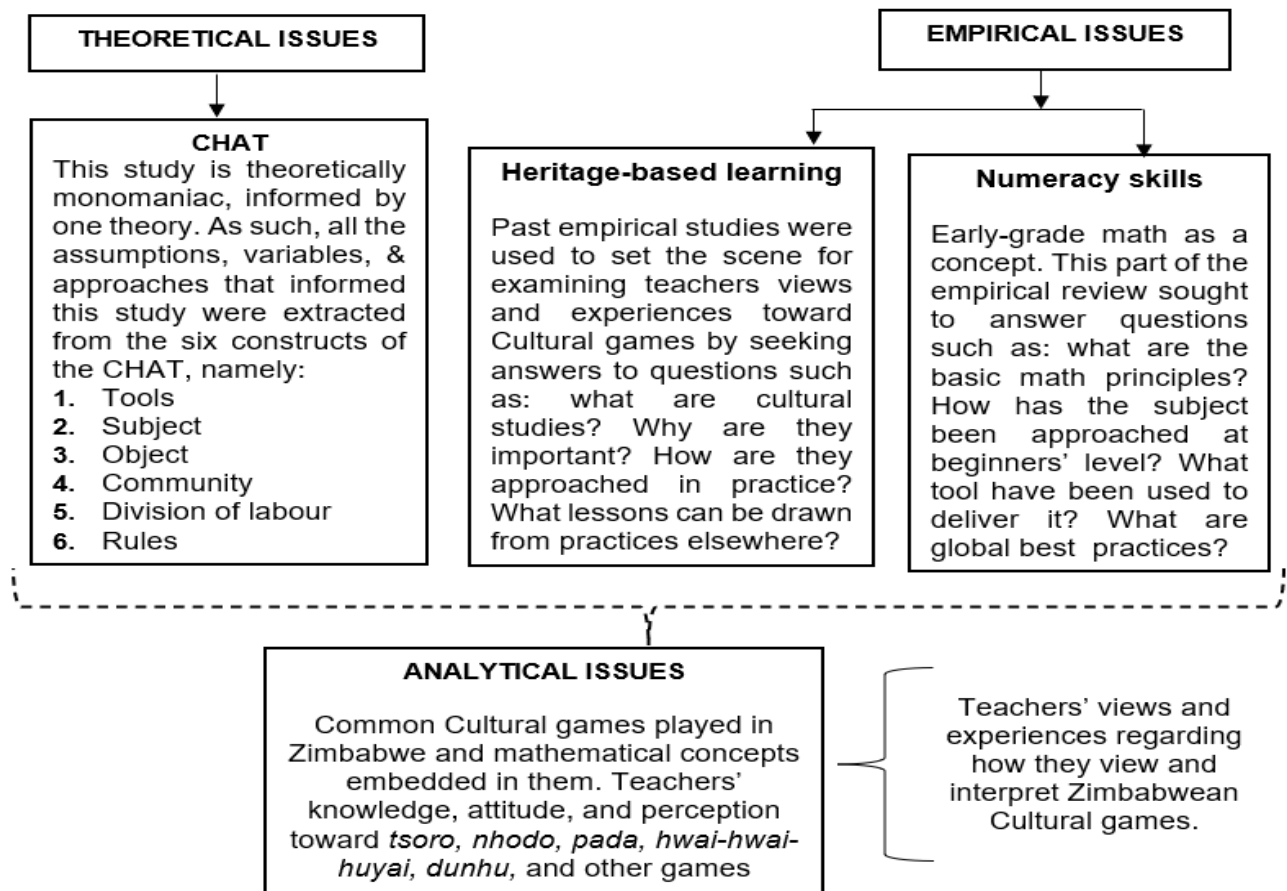 THEORETICAL ISSUES
EMPIRICAL ISSUES
CHAT
This study is theoretically
monomaniac, informed by
one theory. As such, all the
assumptions, variables, &
approaches that informed
this study were extracted
from the six constructs of
the CHAT, namely:
1. Tools
2. Subject
3. Object
4. Community
5. Division of labour
6. Rules
Heritage-based learning
Past empirical studies were
used to set the scene for
examining teachers views
and experiences toward
Cultural games by seeking
answers to questions such
as: what are cultural
studies? Why are they
important? How are they
approached in practice?
What lessons can be drawn
from practices elsewhere?
Numeracy skills
Early-grade math as a
concept. This part of the
empirical review sought
to answer questions
such as: what are the
basic math principles?
How has the subject
been approached at
beginners’ level? What
tool have been used to
deliver it? What are
global best practices?
ANALYTICAL ISSUES
Common Cultural games played in
Zimbabwe and mathematical concepts
embedded in them. Teachers’
knowledge, attitude, and perception
toward tsoro, nhodo, pada, hwai-hwai-
huyai, dunhu, and other games
Teachers’ views and
experiences regarding
how they view and
interpret Zimbabwean
Cultural games.